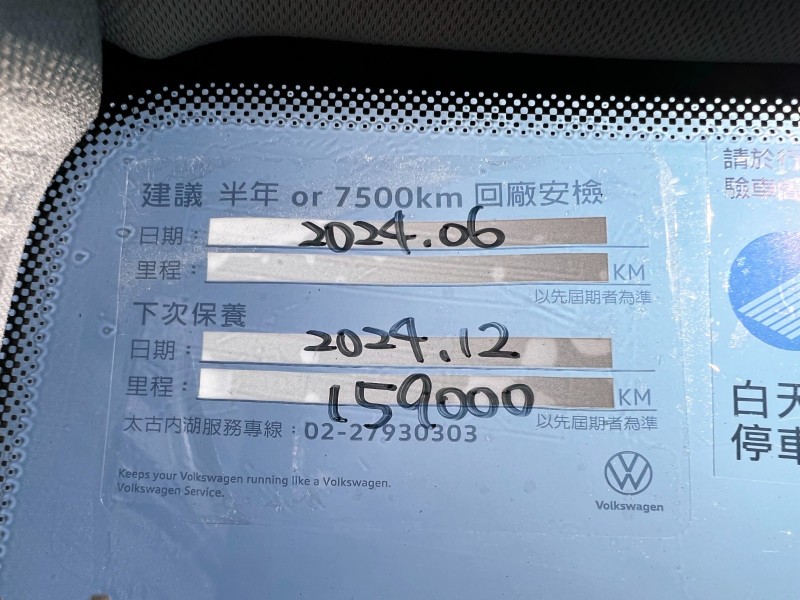 建議 半年 or 7500km 回廠安檢
日期： 2024.06
里程： KM
以先屆期者為準
下次保養
日期： 2024.12
里程： 159000 KM
以先屆期者為準
太古內湖服務專線：02-27930303
Keeps your Volkswagen running like a Volkswagen.
Volkswagen Service.
Volkswagen
請於行
驗車
白天
停車